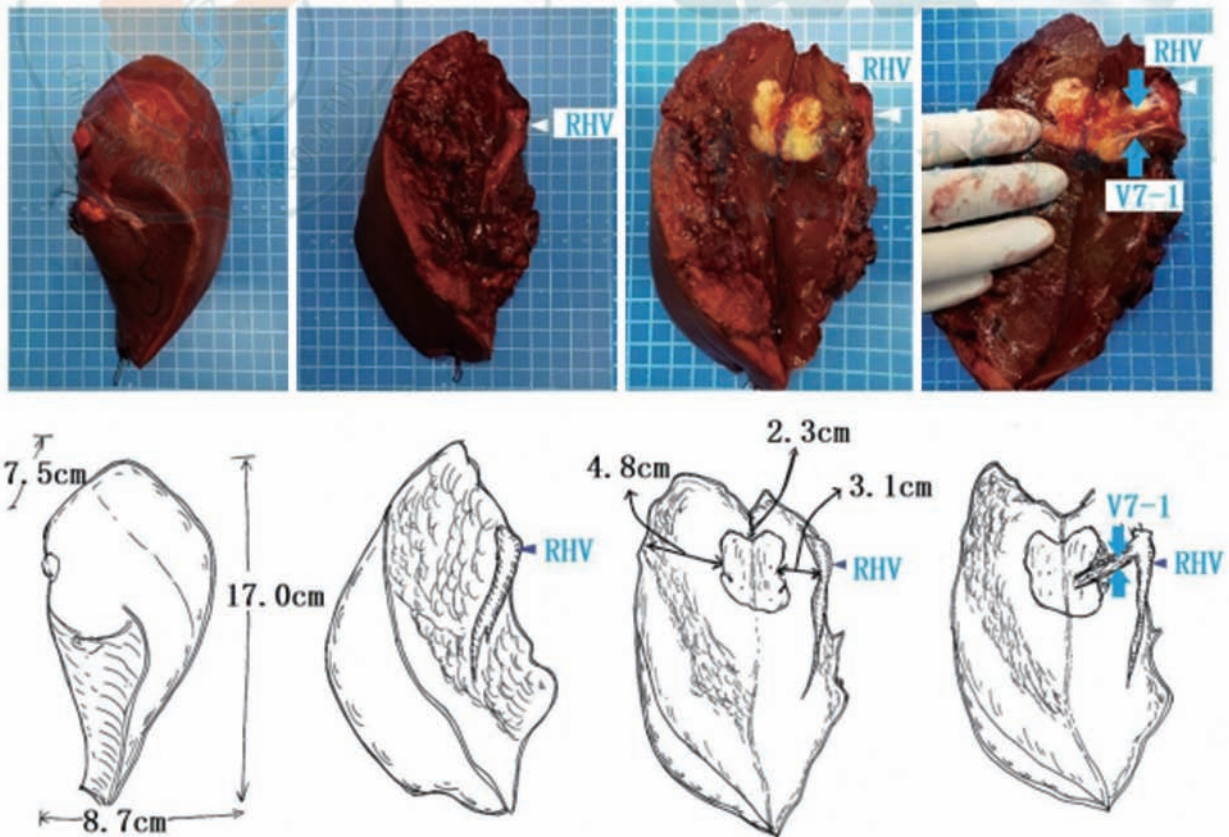 RHV
RHV
RHV
V7-1
7.5cm
17.0cm
8.7cm
RHV
4.8cm
2.3cm
3.1cm
RHV
V7-1
RHV